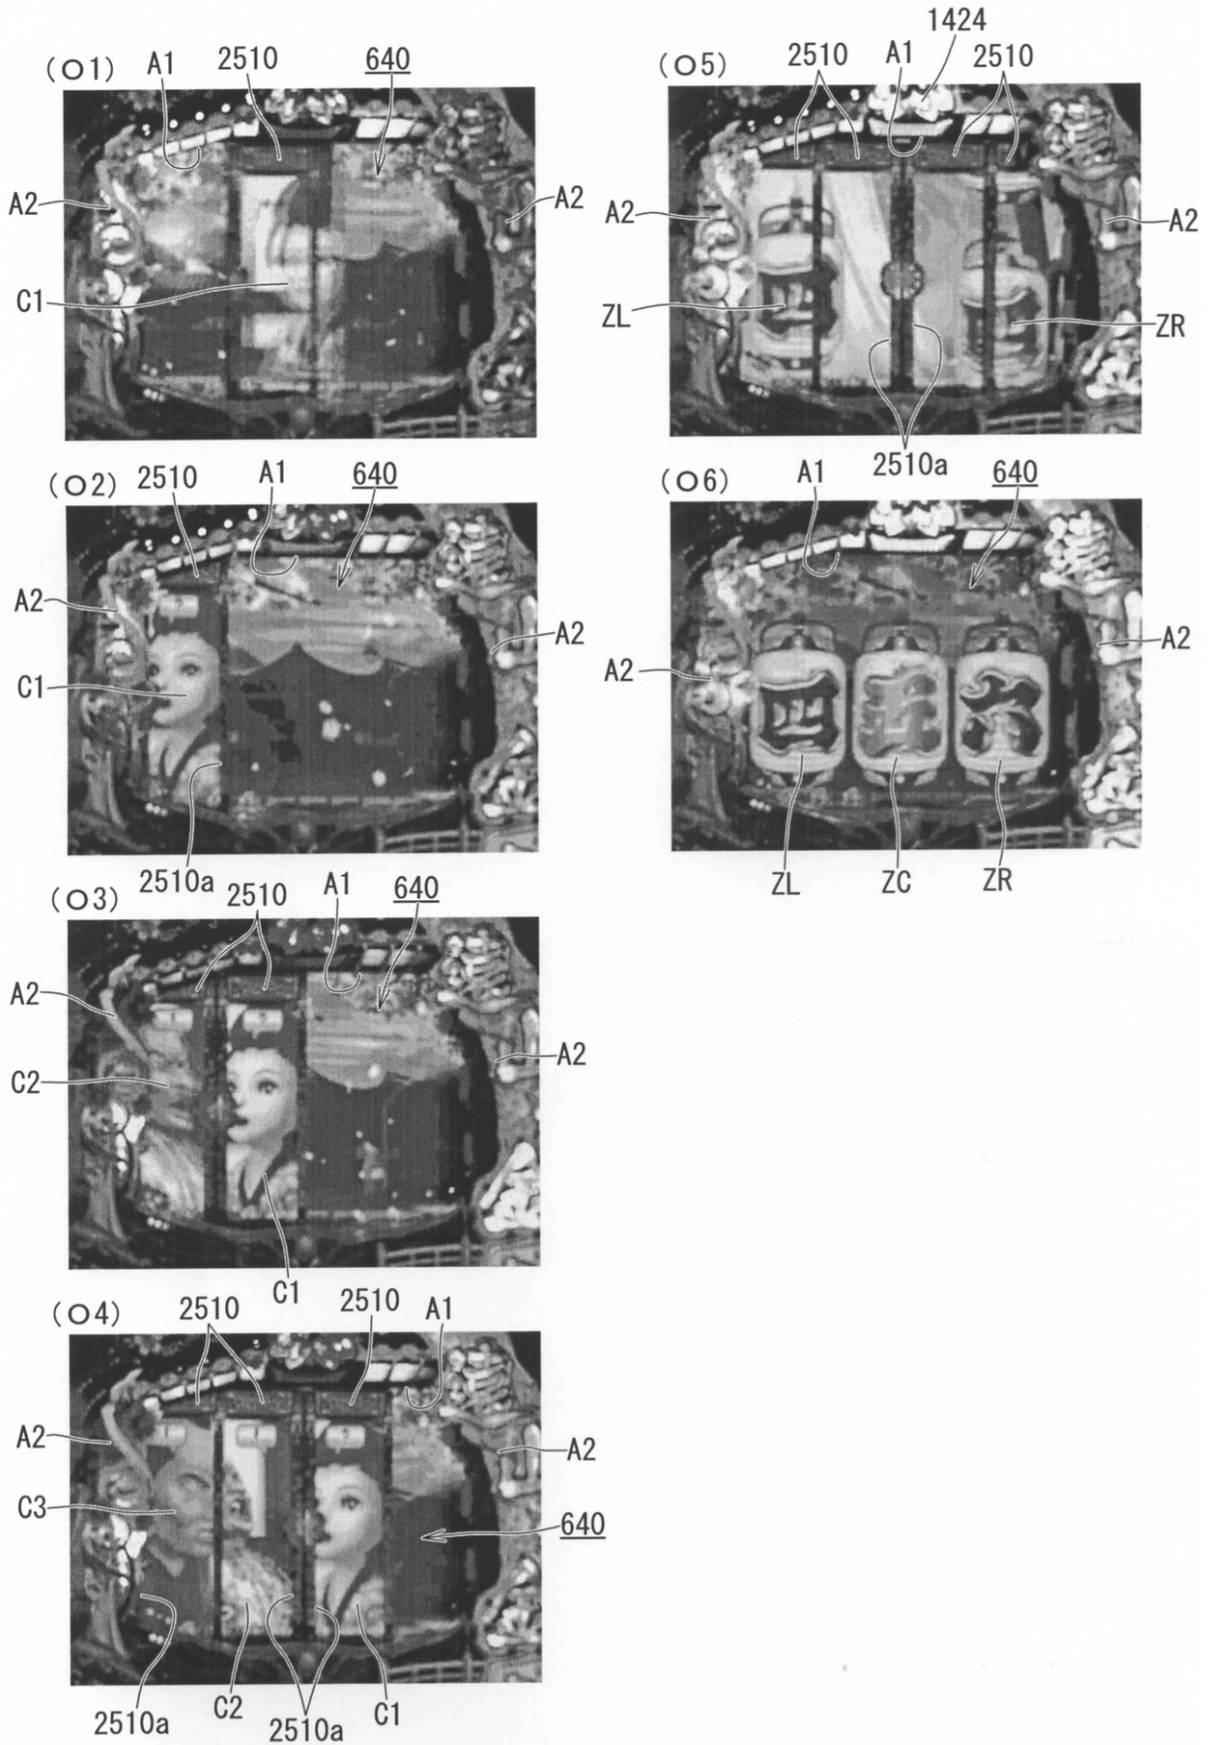 (O1) A1 2510 640
A2
A2
C1
(O2) 2510 A1 640
A2
A2
C1
2510a
(O3) 2510 A1 640
A2
A2
C2
C1
(O4) 2510 2510 A1
A2
A2
C3
640
2510a C2 2510a C1
1424
(O5) 2510 A1 2510
A2
A2
ZL
ZR
2510a
(O6) A1 640
A2
A2
ZL ZC ZR